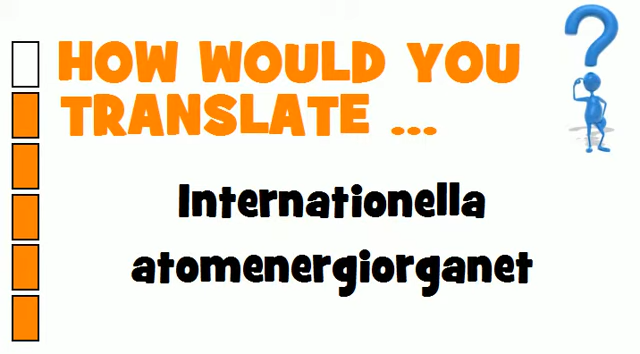 HOW WOULD YOU
TRANSLATE ...
Internationella
atomenergiorganet
?